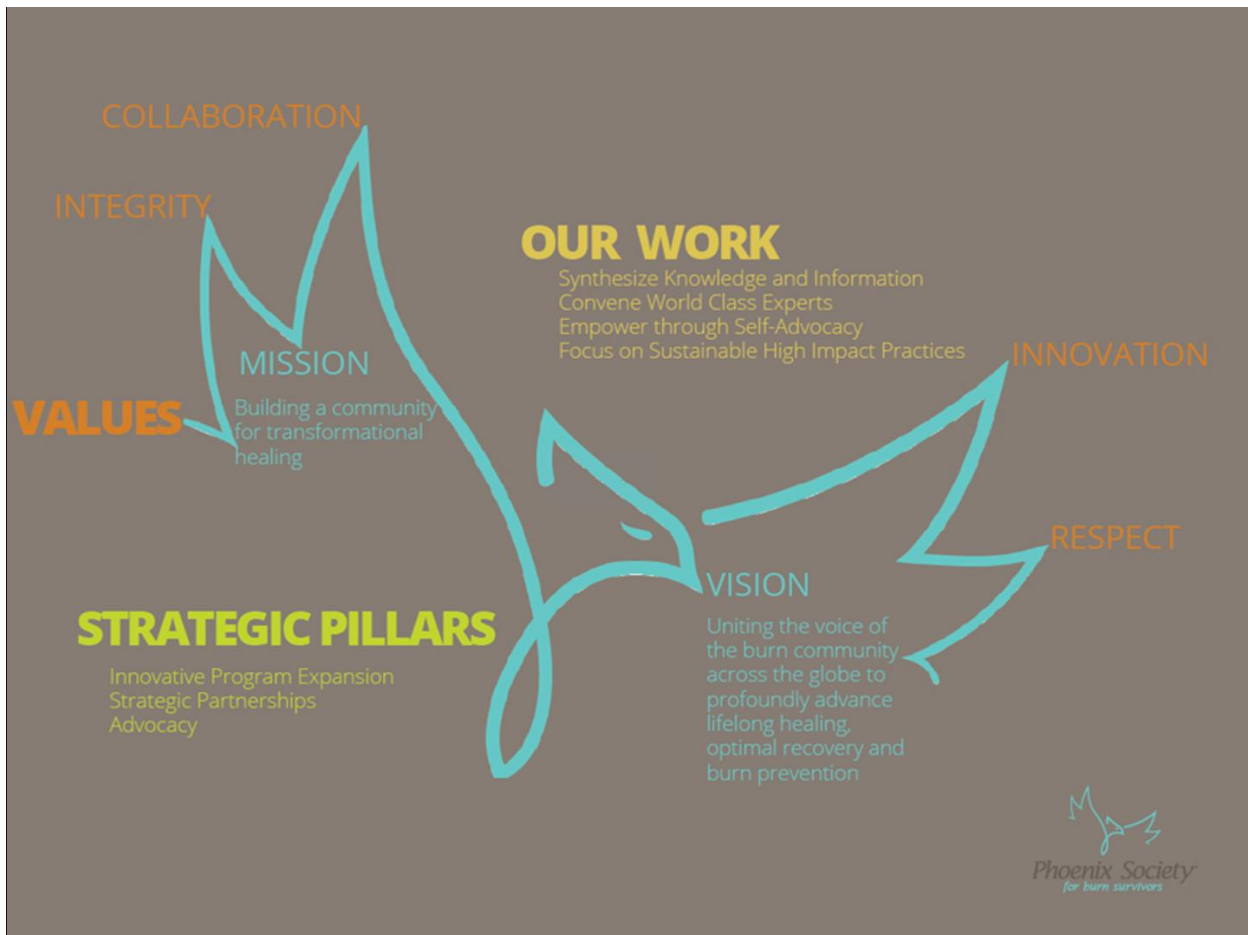 COLLABORATION
INTEGRITY
OUR WORK
Synthesize Knowledge and Information
Convene World Class Experts
Empower through Self-Advocacy
Focus on Sustainable High Impact Practices
INNOVATION
MISSION
Building a community
for transformational
healing
VALUES
RESPECT
VISION
Uniting the voice of
the burn community
across the globe to
profoundly advance
lifelong healing,
optimal recovery and
burn prevention
STRATEGIC PILLARS
Innovative Program Expansion
Strategic Partnerships
Advocacy
Phoenix Society
for burn survivors